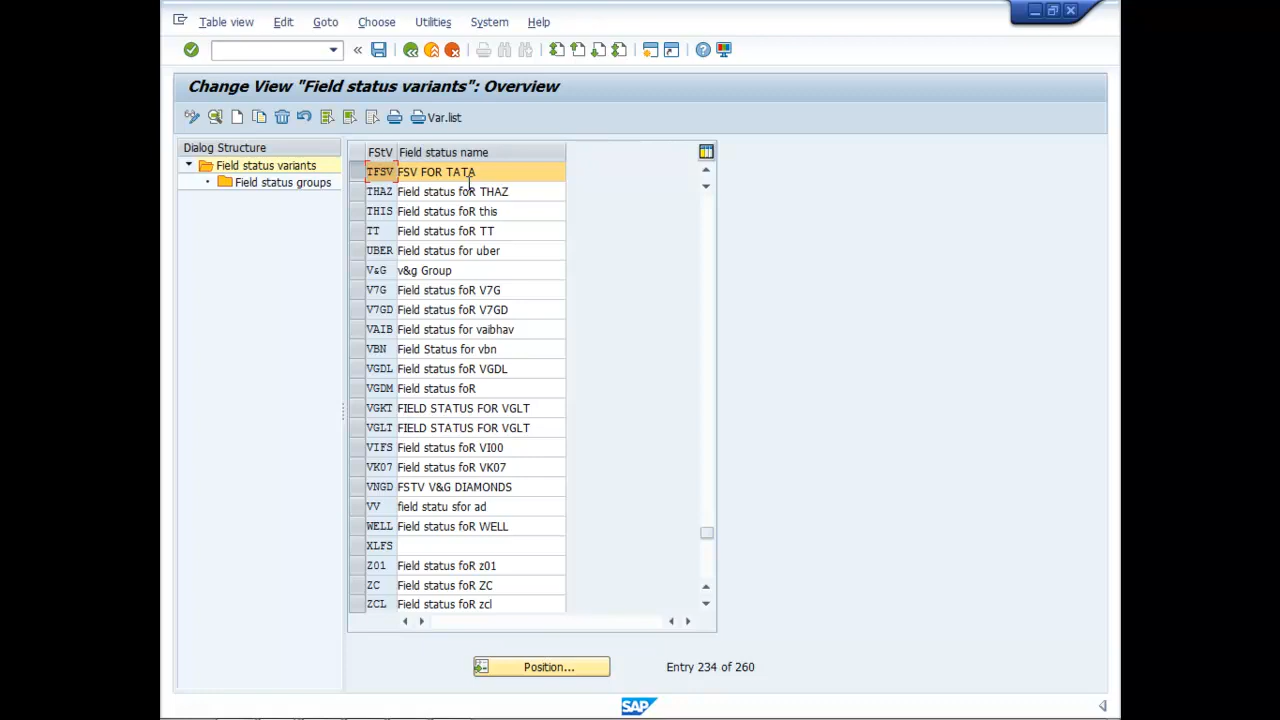 Table view Edit Goto Choose Utilities System Help
Change View "Field status variants": Overview
Var.list
Dialog Structure
Field status variants
Field status groups
FStV Field status name
TFSV FSV FOR TATA
THAZ Field status foR THAZ
THIS Field status foR this
TT Field status foR TT
UBER Field status for uber
V&G v&g Group
V7G Field status foR V7G
V7GD Field status foR V7GD
VAIB Field status for vaibhav
VBN Field Status for vbn
VGDL Field status foR VGDL
VGDM Field status foR
VGKT FIELD STATUS FOR VGLT
VGLT FIELD STATUS FOR VGLT
VIFS Field status foR VI00
VK07 Field status foR VK07
VNGD FSTV V&G DIAMONDS
VV field statu sfor ad
WELL Field status foR WELL
XLFS
Z01 Field status foR z01
ZC Field status foR ZC
ZCL Field status foR zcl
Position... Entry 234 of 260
SAP